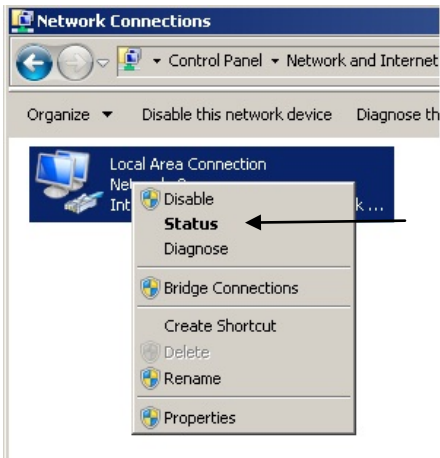 Network Connections
Control Panel Network and Internet
Organize Disable this network device Diagnose th
Local Area Connection
Disable
Int k ...
Status
Diagnose
Bridge Connections
Create Shortcut
Delete
Rename
Properties